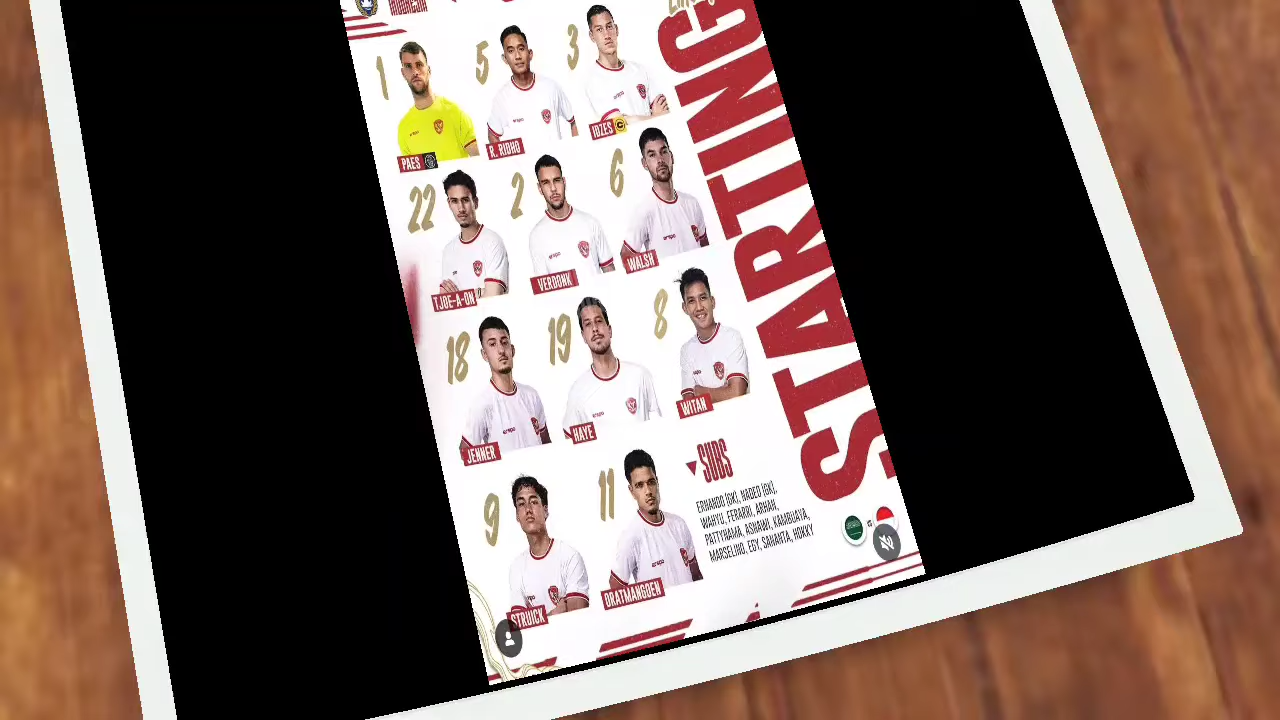 1
PAES
5
R. RIDHO
3
IDZES
22
TJOE-A-ON
2
VERDONK
6
WALSH
18
JENNER
19
HAYE
8
WITAN
9
STRUICK
11
ORATMANGOEN
SUBS
ERNANDO (GK), NADEO (GK),
WAHYU, FERARRI, ARHAN,
PATTYNAMA, ASNAWI, KAMBUAYA,
MARSELINO, EGY, SANANTA, HOKKY
STARTING